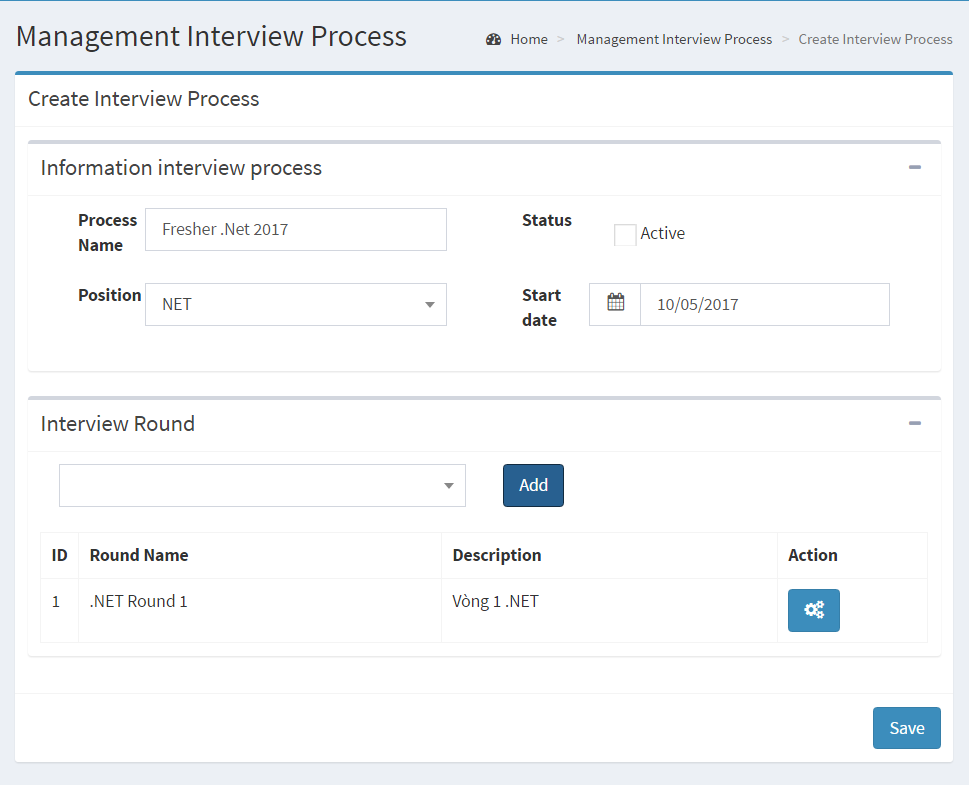 Management Interview Process
Home > Management Interview Process > Create Interview Process
Create Interview Process
Information interview process
Process Name
Fresher .Net 2017
Status
Active
Position
NET
Start date
10/05/2017
Interview Round
Add
ID Round Name Description Action
1 .NET Round 1 Vòng 1 .NET
Save